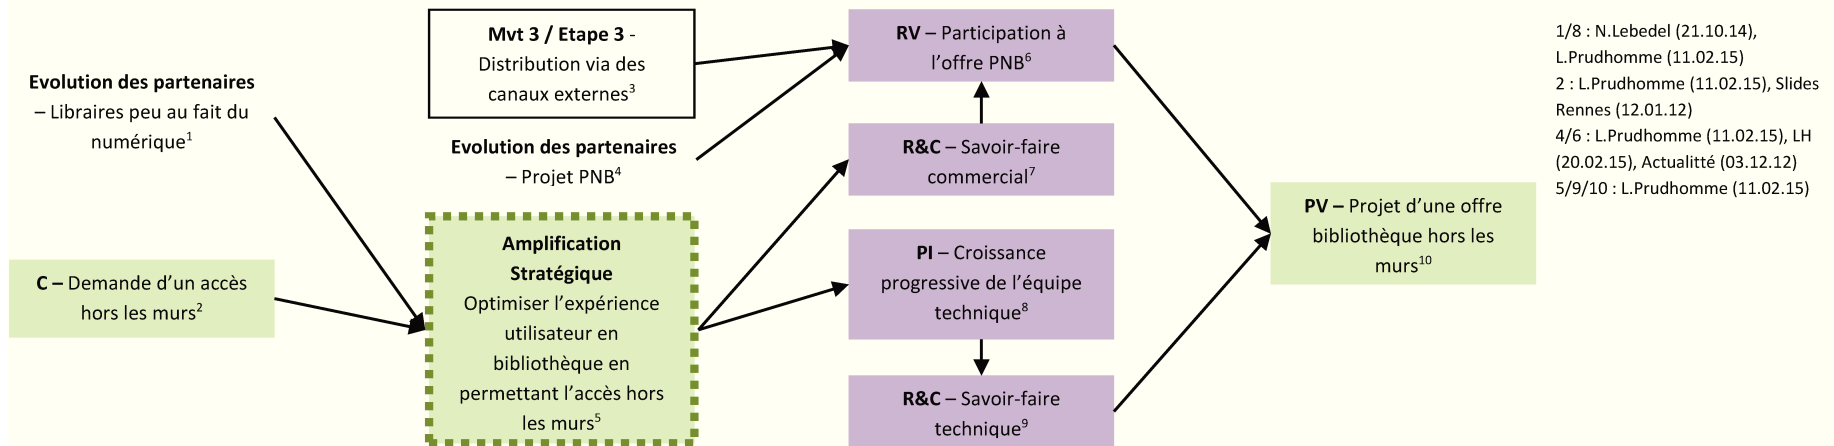 Evolution des partenaires
– Libraires peu au fait du
numérique¹
C – Demande d’un accès
hors les murs²
Mvt 3 / Etape 3 -
Distribution via des
canaux externes³
Evolution des partenaires
– Projet PNB⁴
Amplification
Stratégique
Optimiser l’expérience
utilisateur en
bibliothèque en
permettant l’accès hors
les murs⁵
RV – Participation à
l’offre PNB⁶
R&C – Savoir-faire
commercial⁷
PI – Croissance
progressive de l’équipe
technique⁸
R&C – Savoir-faire
technique⁹
PV – Projet d’une offre
bibliothèque hors les
murs¹⁰
1/8 : N.Lebedel (21.10.14),
L.Prudhomme (11.02.15)
2 : L.Prudhomme (11.02.15), Slides
Rennes (12.01.12)
4/6 : L.Prudhomme (11.02.15), LH
(20.02.15), Actualitté (03.12.12)
5/9/10 : L.Prudhomme (11.02.15)